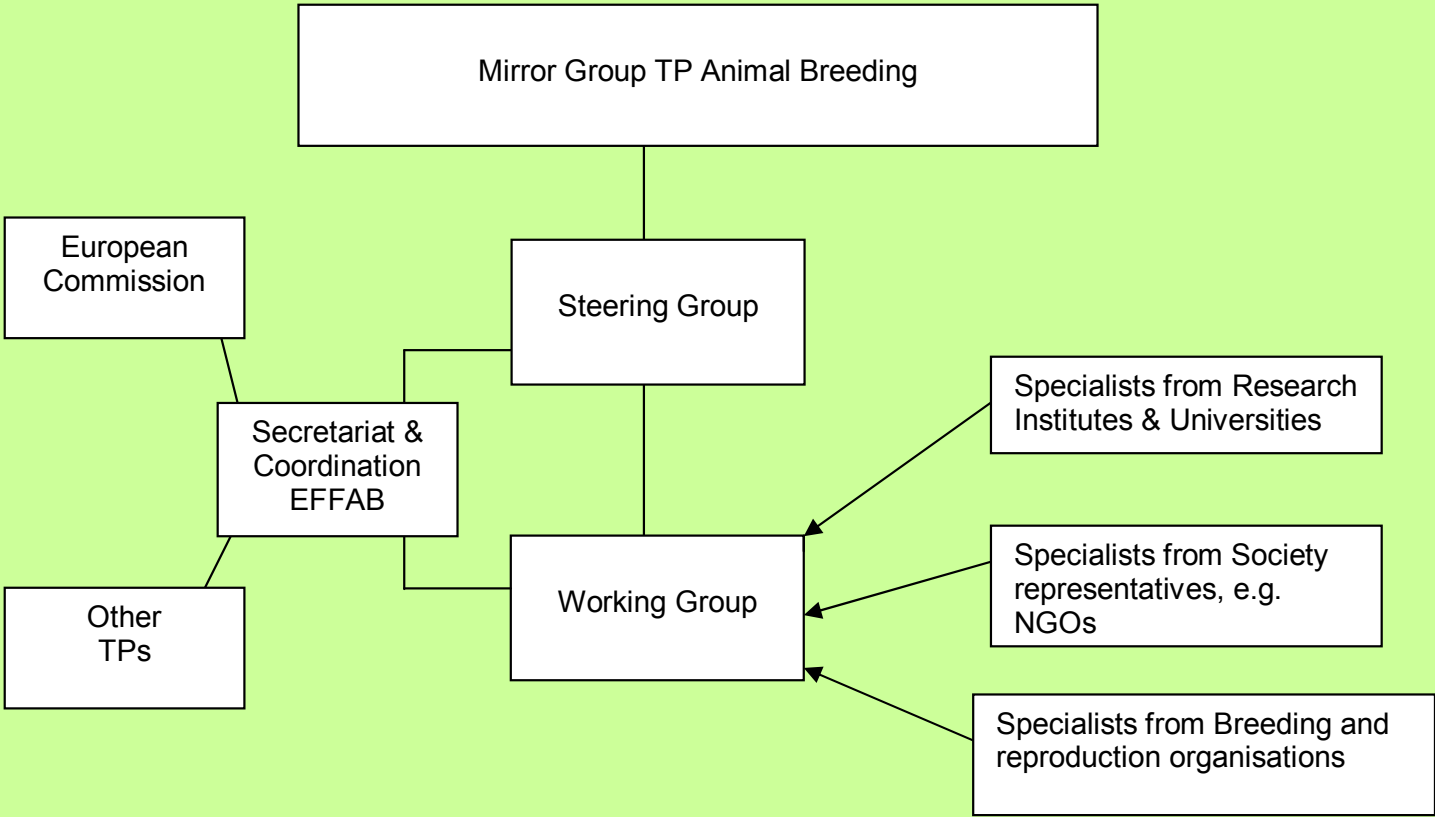 Mirror Group TP Animal Breeding
European
Commission
Steering Group
Specialists from Research
Institutes & Universities
Secretariat &
Coordination
EFFAB
Specialists from Society
representatives, e.g.
NGOs
Working Group
Other
TPs
Specialists from Breeding and
reproduction organisations